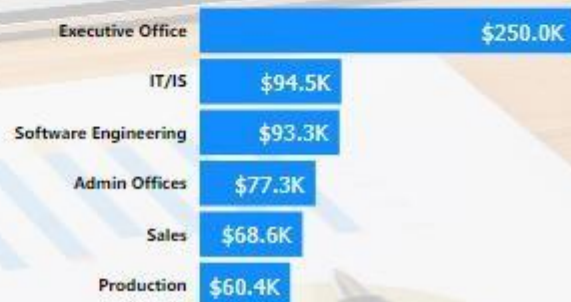 Executive Office $250.0K
IT/IS $94.5K
Software Engineering $93.3K
Admin Offices $77.3K
Sales $68.6K
Production $60.4K